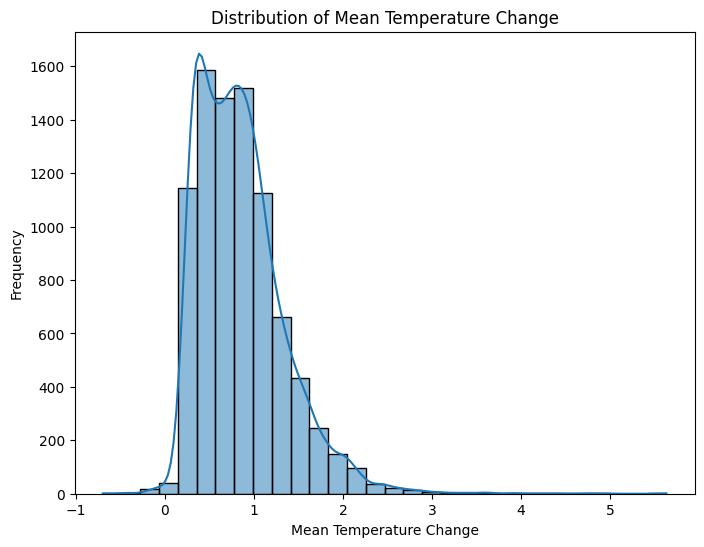 Distribution of Mean Temperature Change
1600
1400
1200
1000
800
600
400
200
0
Frequency
−1 0 1 2 3 4 5
Mean Temperature Change